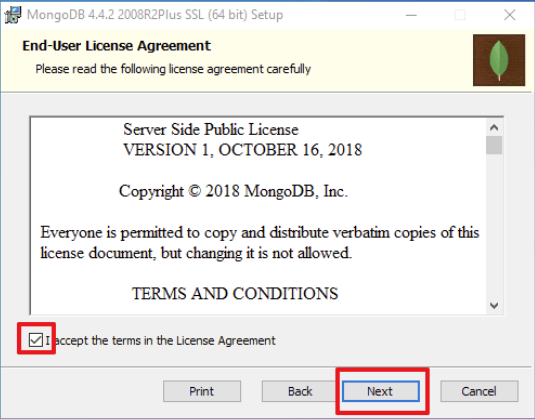 MongoDB 4.4.2 2008R2Plus SSL (64 bit) Setup
End-User License Agreement
Please read the following license agreement carefully
Server Side Public License
VERSION 1, OCTOBER 16, 2018
Copyright © 2018 MongoDB, Inc.
Everyone is permitted to copy and distribute verbatim copies of this
license document, but changing it is not allowed.
TERMS AND CONDITIONS
I accept the terms in the License Agreement
Print Back Next Cancel